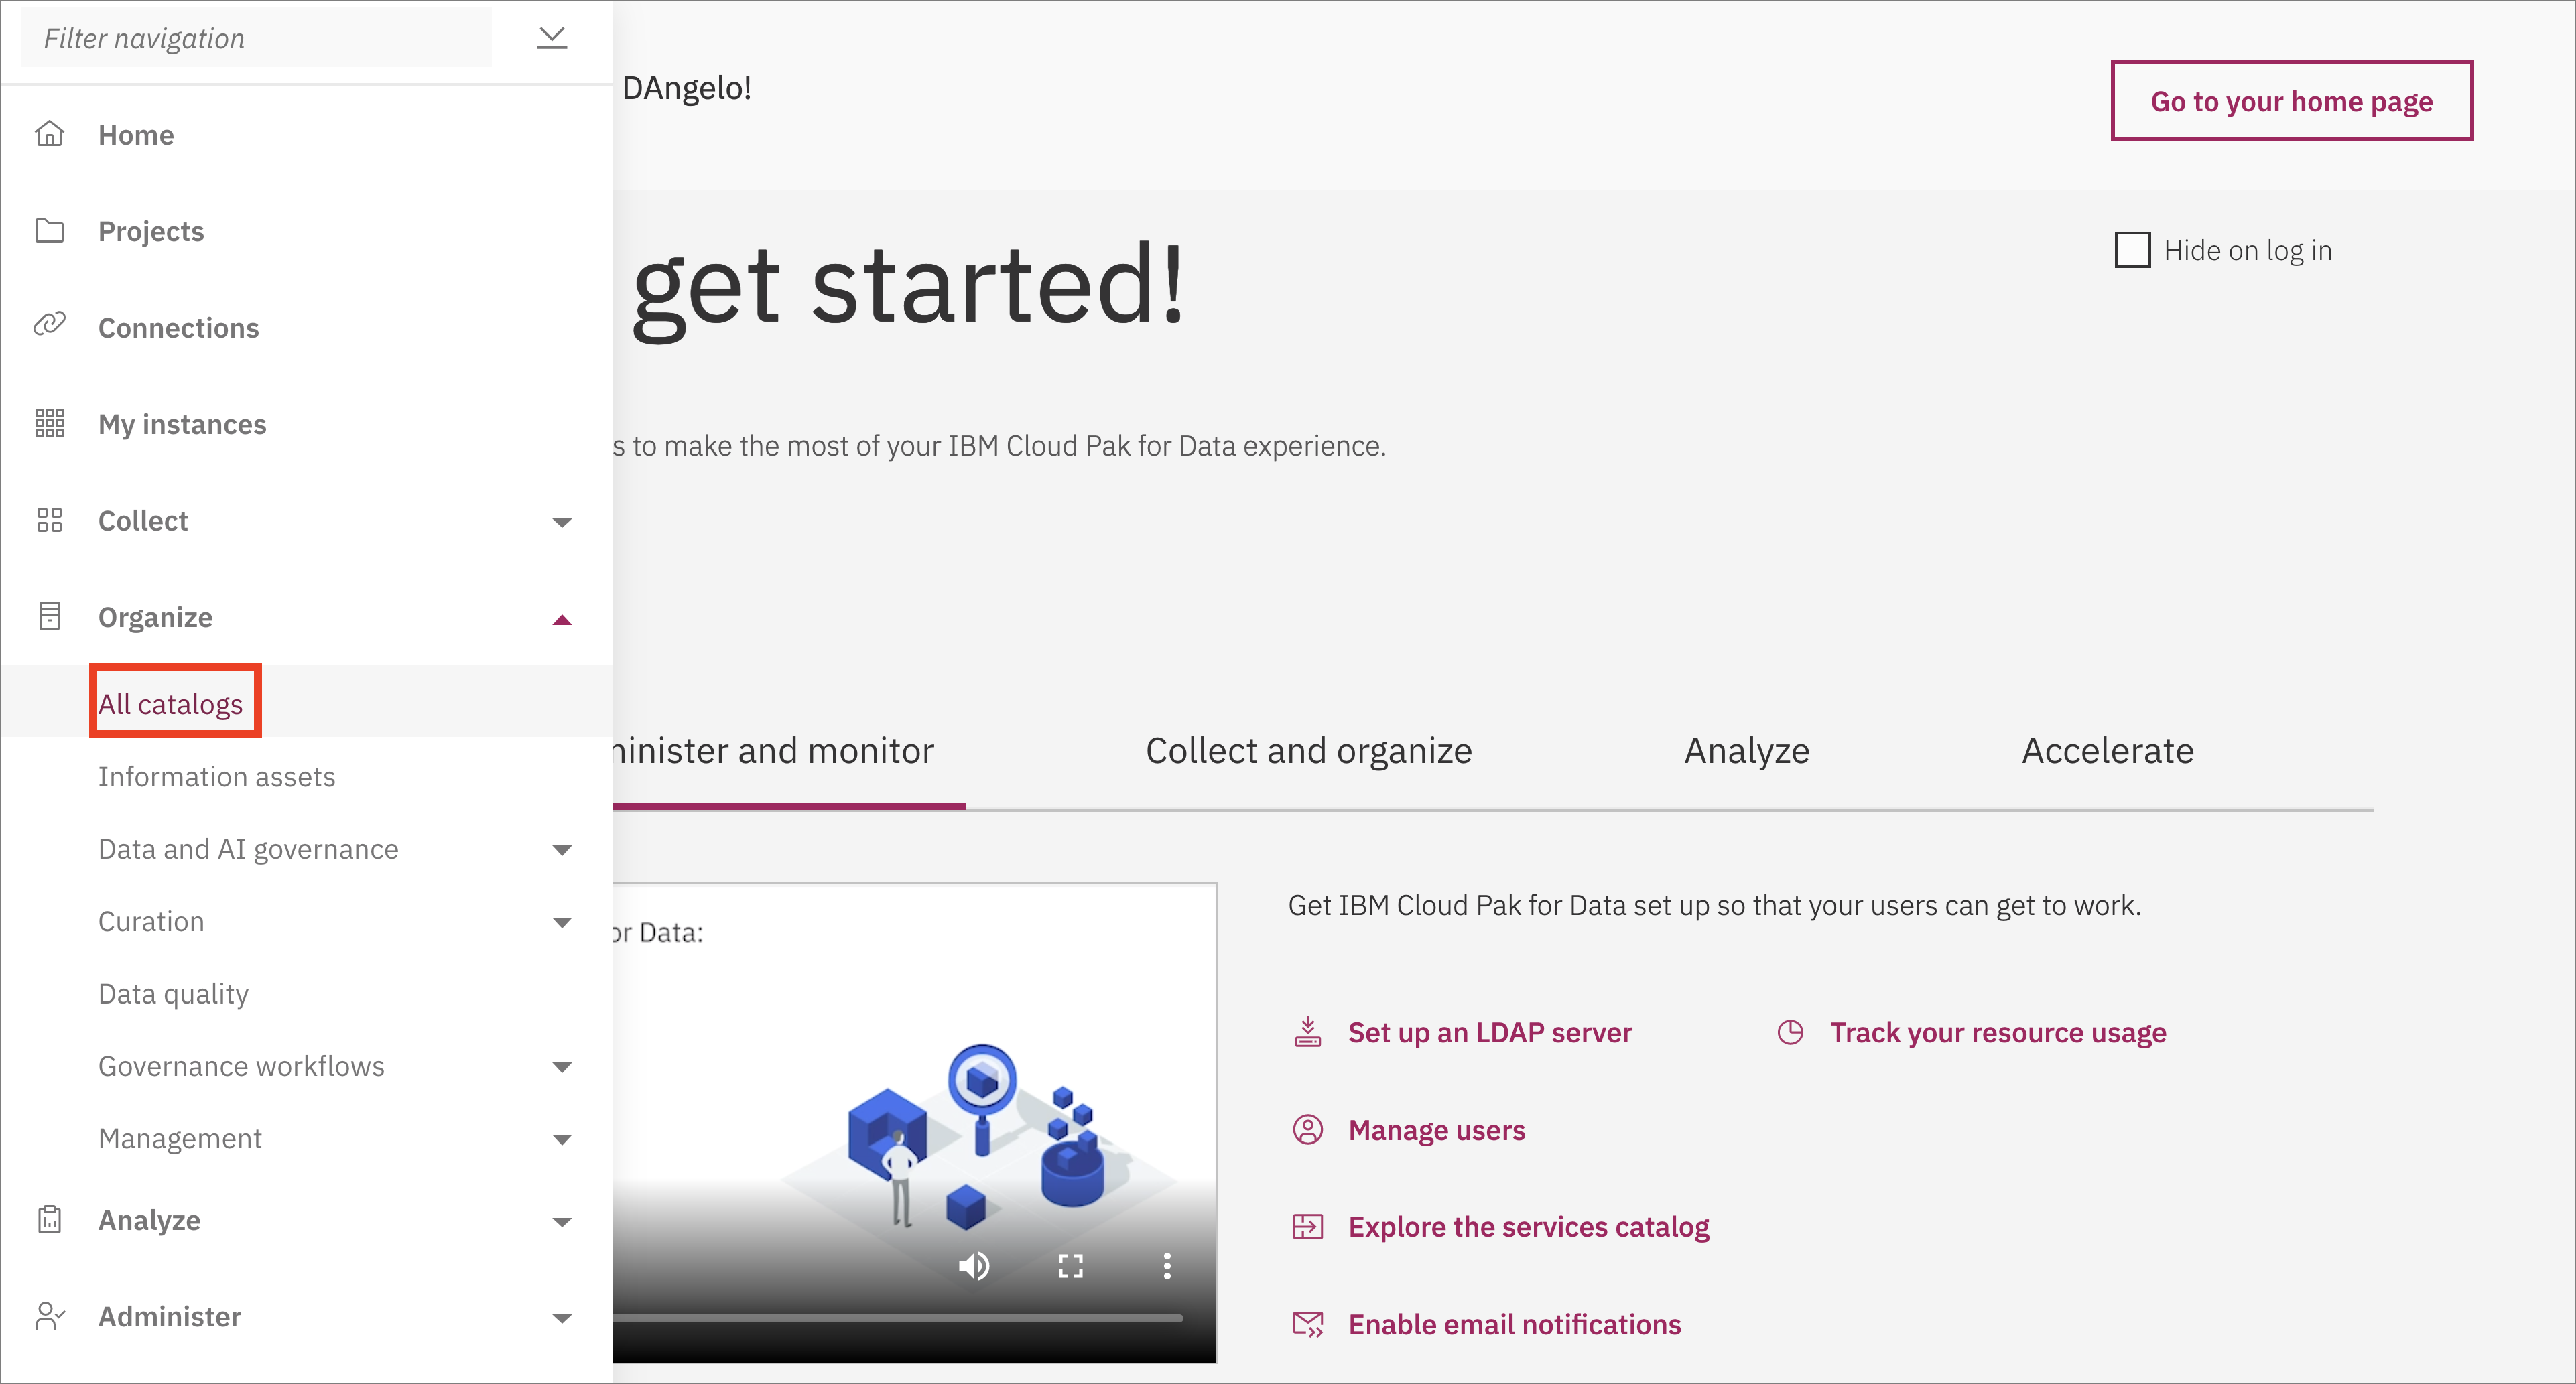 Filter navigation
Home
Projects
Connections
My instances
Collect
Organize
All catalogs
Information assets
Data and AI governance
Curation
Data quality
Governance workflows
Management
Analyze
Administer
DAngelo!
Go to your home page
get started!
Hide on log in
s to make the most of your IBM Cloud Pak for Data experience.
minister and monitor
Collect and organize
Analyze
Accelerate
or Data:
Get IBM Cloud Pak for Data set up so that your users can get to work.
Set up an LDAP server
Track your resource usage
Manage users
Explore the services catalog
Enable email notifications